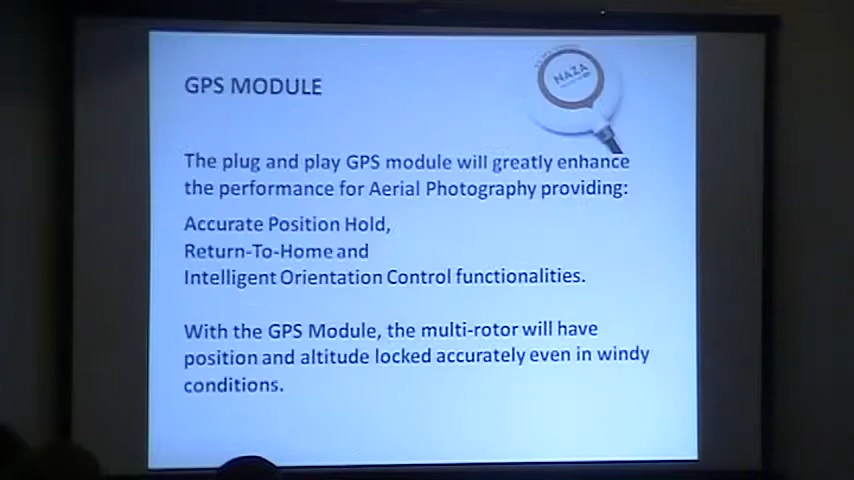 NAZA
GPS MODULE
The plug and play GPS module will greatly enhance
the performance for Aerial Photography providing:
Accurate Position Hold,
Return-To-Home and
Intelligent Orientation Control functionalities.
With the GPS Module, the multi-rotor will have
position and altitude locked accurately even in windy
conditions.